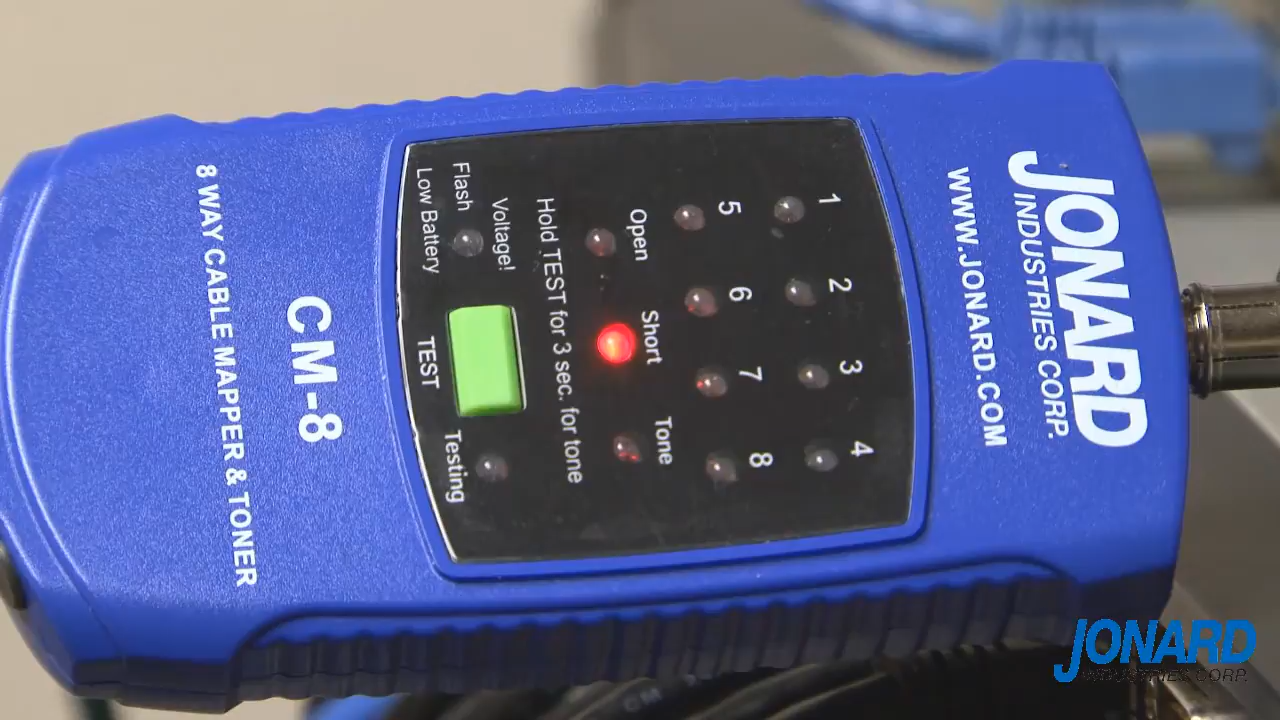 JONARD
INDUSTRIES CORP.
WWW.JONARD.COM
1 2 3 4
5 6 7 8
Open Short Tone
Hold TEST for 3 sec. for tone
Voltage!
Flash
Low Battery
TEST
Testing
CM-8
8 WAY CABLE MAPPER & TONER
JONARD
INDUSTRIES CORP.
CM